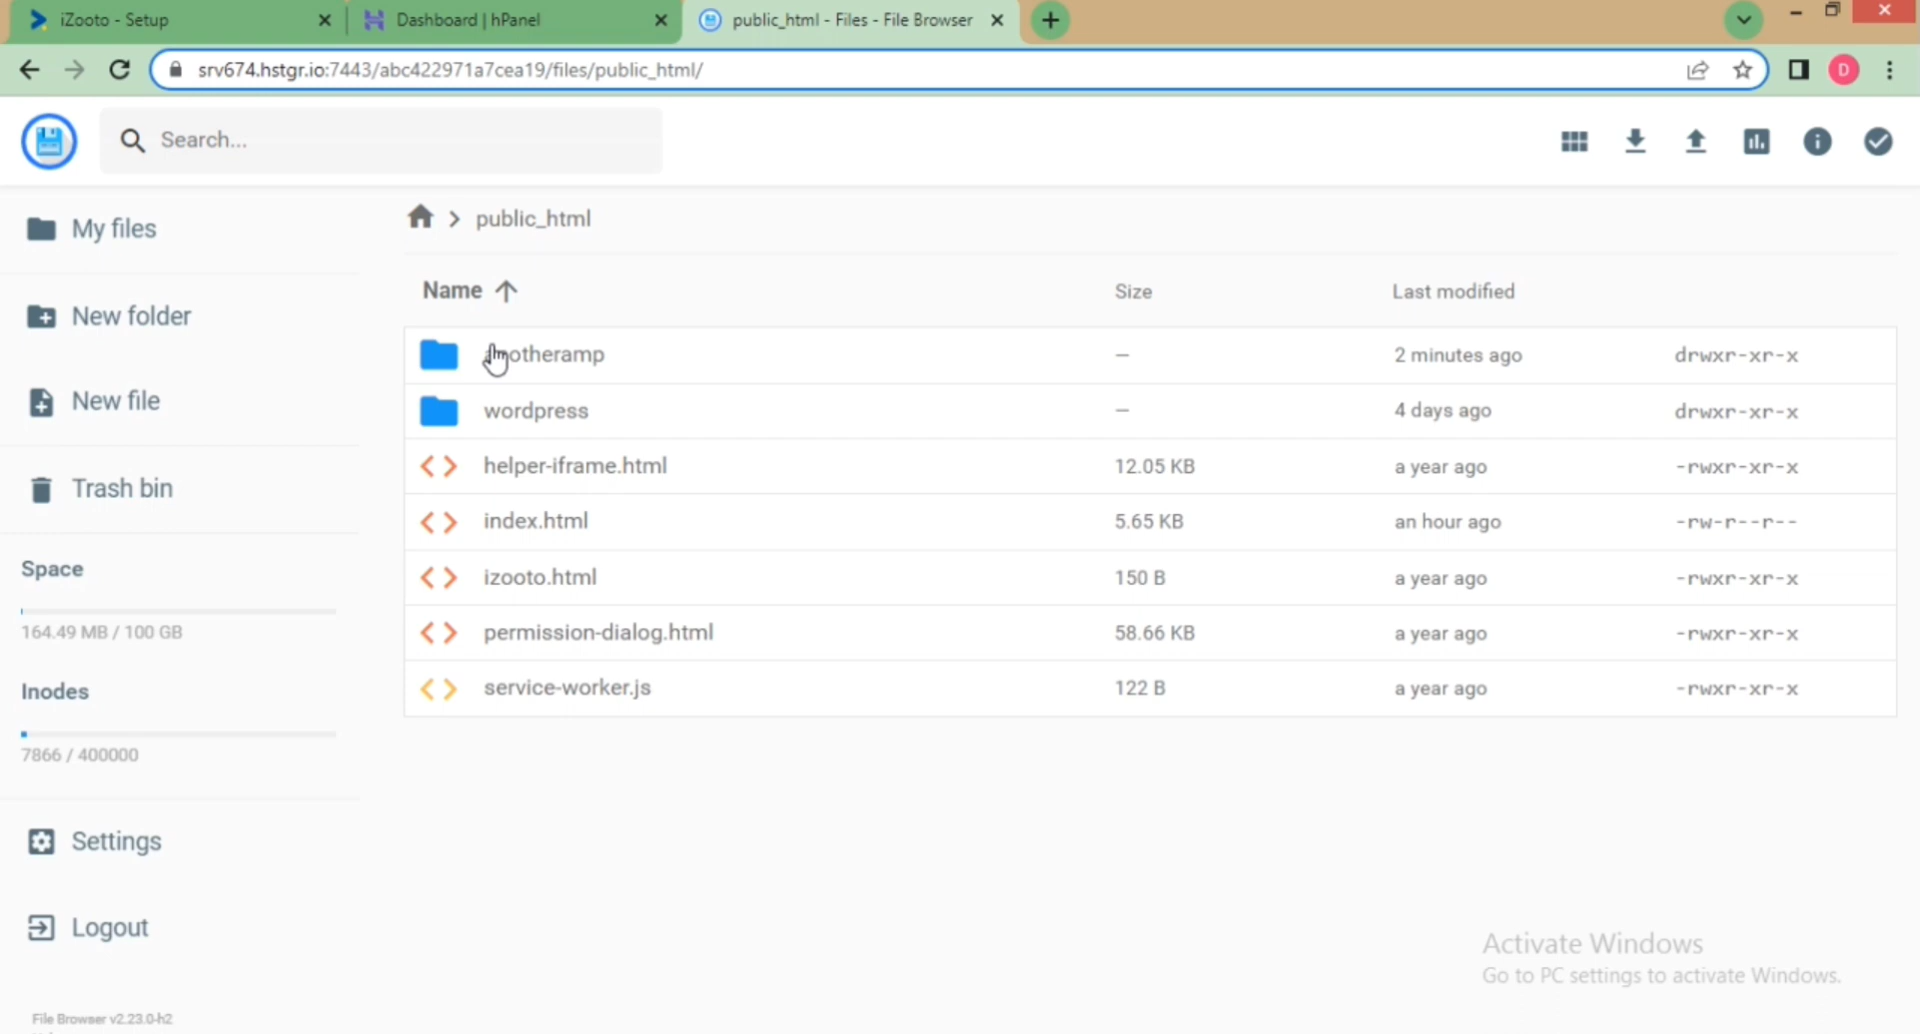 iZooto - Setup
Dashboard | hPanel
public_html - Files - File Browser
srv674.hstgr.io:7443/abc422971a7cea19/files/public_html/
D
Search...
My files
New folder
New file
Trash bin
Space
164.49 MB / 100 GB
Inodes
7866 / 400000
Settings
Logout
File Browser v2.23.0-h2
public_html
Name Size Last modified
— 2 minutes ago drwxr-xr-x
wordpress — 4 days ago drwxr-xr-x
helper-iframe.html 12.05 KB a year ago -rwxr-xr-x
index.html 5.65 KB an hour ago -rw-r--r--
izooto.html 150 B a year ago -rwxr-xr-x
permission-dialog.html 58.66 KB a year ago -rwxr-xr-x
service-worker.js 122 B a year ago -rwxr-xr-x
Activate Windows
Go to PC settings to activate Windows.